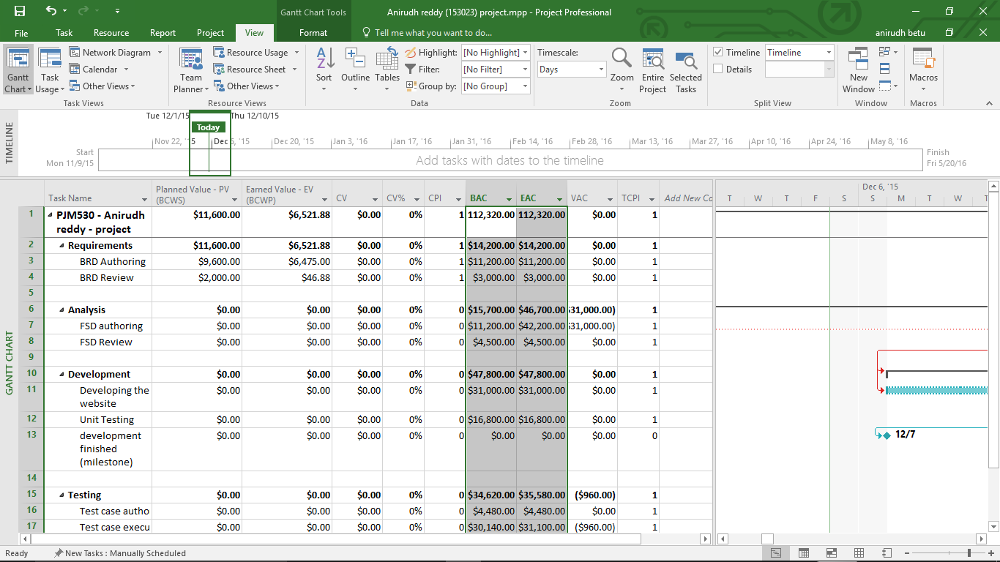 Gantt Chart Tools
Anirudh reddy (153023) project.mpp - Project Professional
File Task Resource Report Project View Format Tell me what you want to do... anirudh betu
Gantt Chart
Task Usage
Network Diagram
Calendar
Other Views
Task Views
Team Planner
Resource Usage
Resource Sheet
Other Views
Resource Views
Sort
Outline
Tables
Highlight: [No Highlight]
Filter: [No Filter]
Group by: [No Group]
Data
Timescale:
Days
Zoom
Entire Project
Selected Tasks
Zoom
Timeline Timeline
Details
Split View
New Window
Window
Macros
Macros
TIMELINE
Tue 12/1/15 Thu 12/10/15
Today
Nov 22, '15 Dec 6, '15 Dec 20, '15 Jan 3, '16 Jan 17, '16 Jan 31, '16 Feb 14, '16 Feb 28, '16 Mar 13, '16 Mar 27, '16 Apr 10, '16 Apr 24, '16 May 8, '16
Start
Mon 11/9/15
Add tasks with dates to the timeline
Finish
Fri 5/20/16
GANTT CHART
Task Name Planned Value - PV (BCWS) Earned Value - EV (BCWP) CV CV% CPI BAC EAC VAC TCPI Add New Co
Dec 6, '15
T W T F S S M T W T
1 PJM530 - Anirudh reddy - project $11,600.00 $6,521.88 $0.00 0% 1 112,320.00 112,320.00 $0.00 1
2 Requirements $11,600.00 $6,521.88 $0.00 0% 1 $14,200.00 $14,200.00 $0.00 1
3 BRD Authoring $9,600.00 $6,475.00 $0.00 0% 1 $11,200.00 $11,200.00 $0.00 1
4 BRD Review $2,000.00 $46.88 $0.00 0% 1 $3,000.00 $3,000.00 $0.00 1
5
6 Analysis $0.00 $0.00 $0.00 0% 0 $15,700.00 $46,700.00 $31,000.00) 1
7 FSD authoring $0.00 $0.00 $0.00 0% 0 $11,200.00 $42,200.00 $31,000.00) 1
8 FSD Review $0.00 $0.00 $0.00 0% 0 $4,500.00 $4,500.00 $0.00 1
9
10 Development $0.00 $0.00 $0.00 0% 0 $47,800.00 $47,800.00 $0.00 1
11 Developing the website $0.00 $0.00 $0.00 0% 0 $31,000.00 $31,000.00 $0.00 1
12 Unit Testing $0.00 $0.00 $0.00 0% 0 $16,800.00 $16,800.00 $0.00 1
13 development finished (milestone) $0.00 $0.00 $0.00 0% 0 $0.00 $0.00 $0.00 0
12/7
14
15 Testing $0.00 $0.00 $0.00 0% 0 $34,620.00 $35,580.00 ($960.00) 1
16 Test case autho $0.00 $0.00 $0.00 0% 0 $4,480.00 $4,480.00 $0.00 1
17 Test case execu $0.00 $0.00 $0.00 0% 0 $30,140.00 $31,100.00 ($960.00) 1
Ready New Tasks : Manually Scheduled